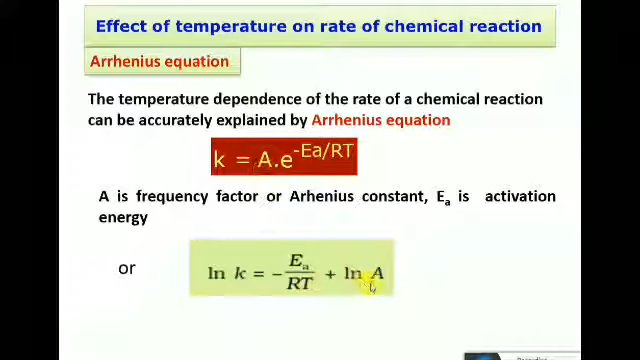 Effect of temperature on rate of chemical reaction
Arrhenius equation
The temperature dependence of the rate of a chemical reaction
can be accurately explained by Arrhenius equation
k = A.e^-Ea/RT
A is frequency factor or Arhenius constant, Ea is activation
energy
or
ln k = - Ea/RT + ln A